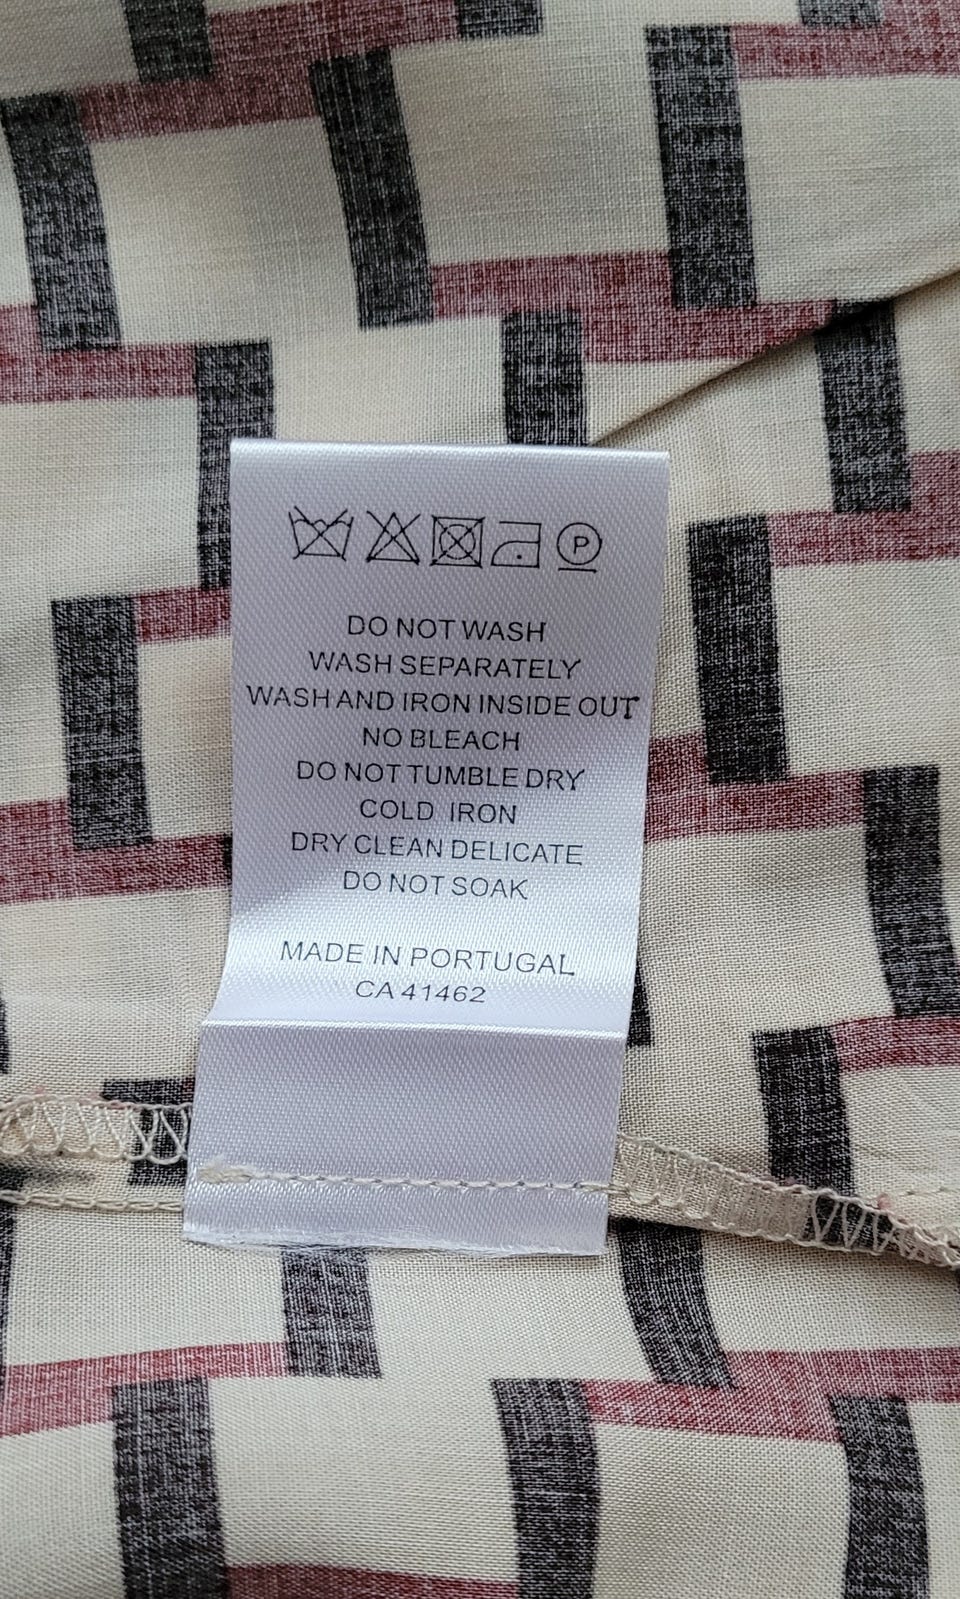 P
DO NOT WASH
WASH SEPARATELY
WASH AND IRON INSIDE OUT
NO BLEACH
DO NOT TUMBLE DRY
COLD IRON
DRY CLEAN DELICATE
DO NOT SOAK
MADE IN PORTUGAL
CA 41462